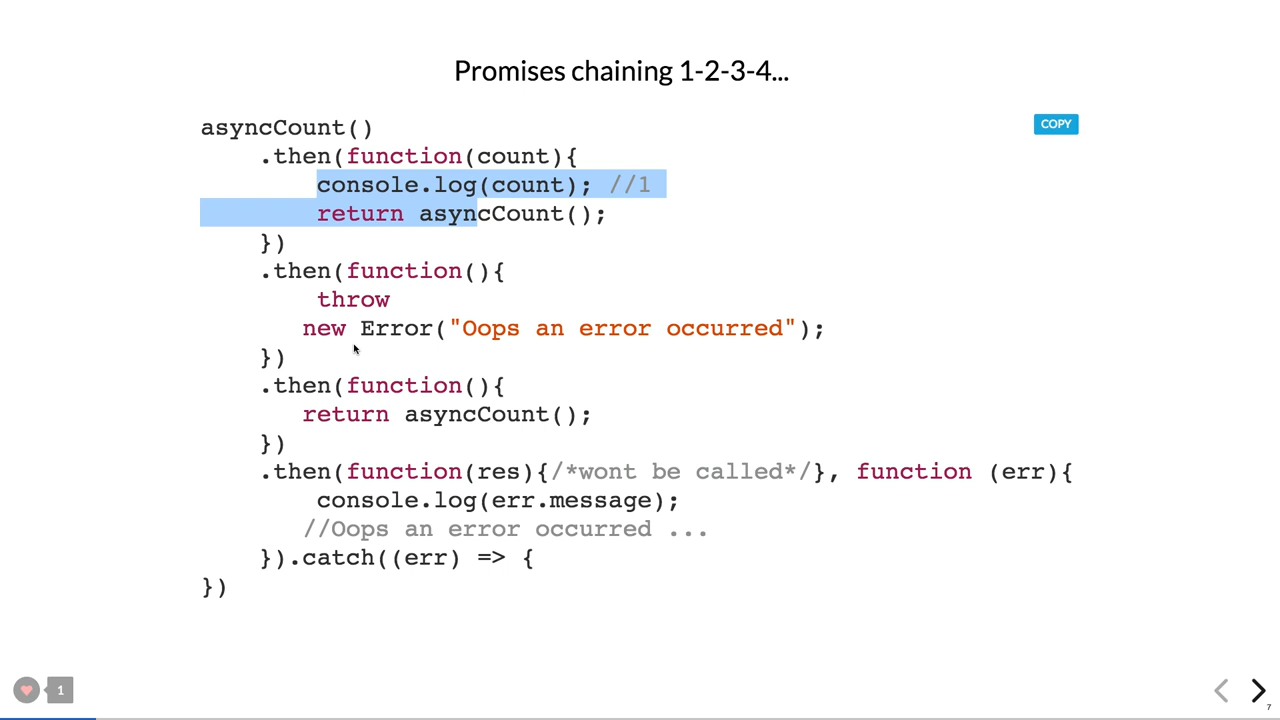 Promises chaining 1-2-3-4...
COPY
asyncCount()
    .then(function(count){
        console.log(count); //1
        return asyncCount();
    })
    .then(function(){
        throw
       new Error("Oops an error occurred");
    })
    .then(function(){
       return asyncCount();
    })
    .then(function(res){/*wont be called*/}, function (err){
        console.log(err.message);
       //Oops an error occurred ...
    }).catch((err) => {
})
1
7